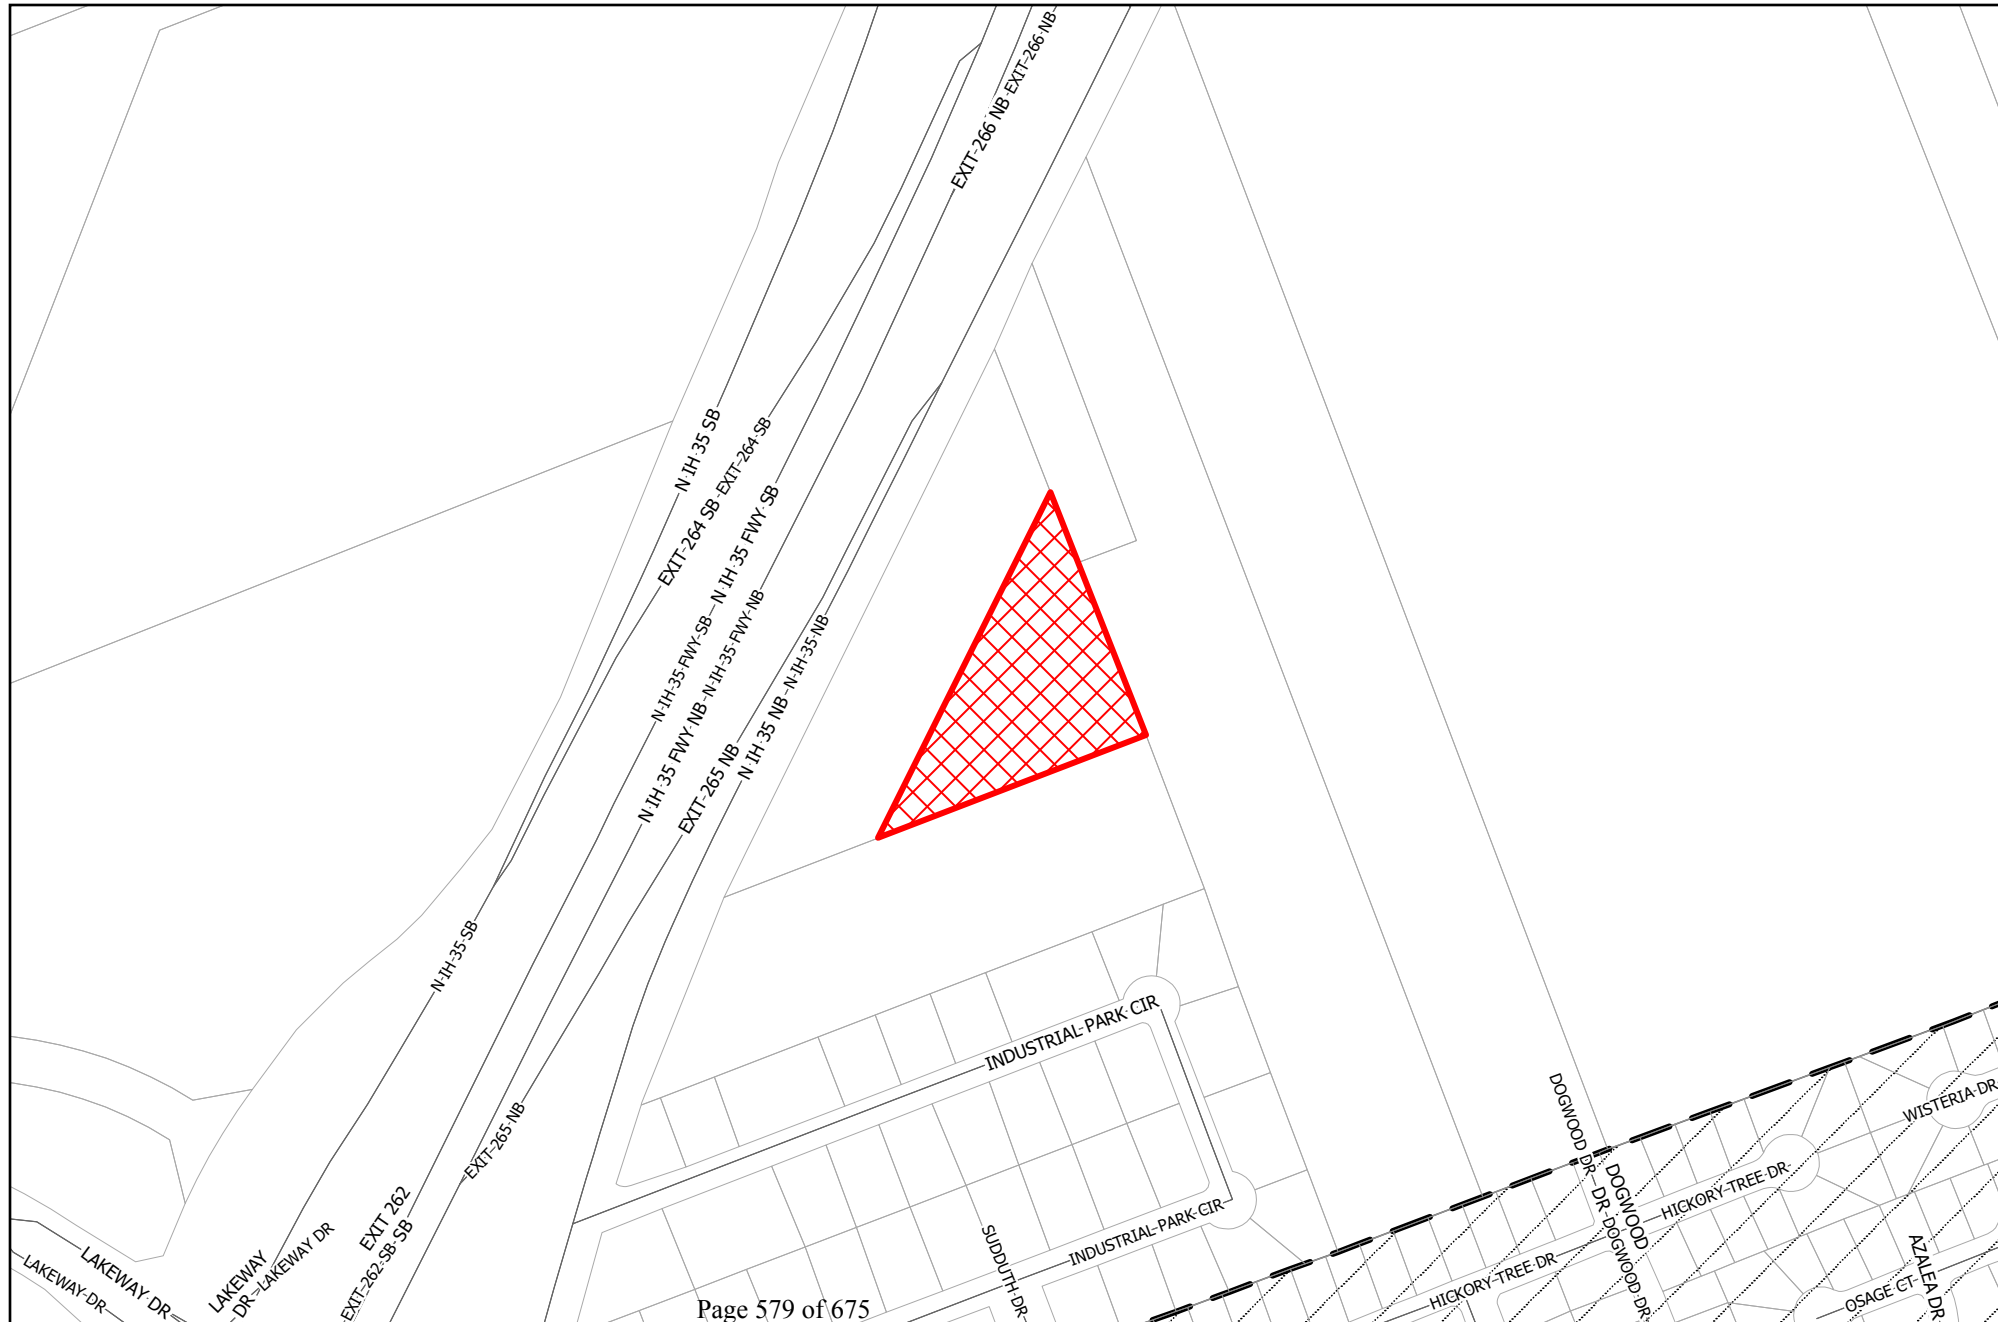 EXIT-266 NB-EXIT-266-NB
N-IH-35 SB
EXIT-264 SB-EXIT-264-SB
N-IH-35-FWY-SB-N-IH-35 FWY-SB
N-IH-35 FWY-NB-N-IH-35-FWY-NB
EXIT-265 NB
N-IH-35 NB-N-IH-35-NB
N-IH-35-SB
INDUSTRIAL-PARK-CIR
EXIT-265-NB
DOGWOOD DR-DOGWOOD-DR
DOGWOOD
DR
WISTERIA-DR
HICKORY-TREE-DR
INDUSTRIAL-PARK-CIR
SUDDUTH-DR
HICKORY-TREE-DR
AZALEA DR
OSAGE CT
EXIT 262
EXIT-262-SB-SB
LAKEWAY
DR-LAKEWAY DR
LAKEWAY DR
LAKEWAY-DR
Page 579 of 675